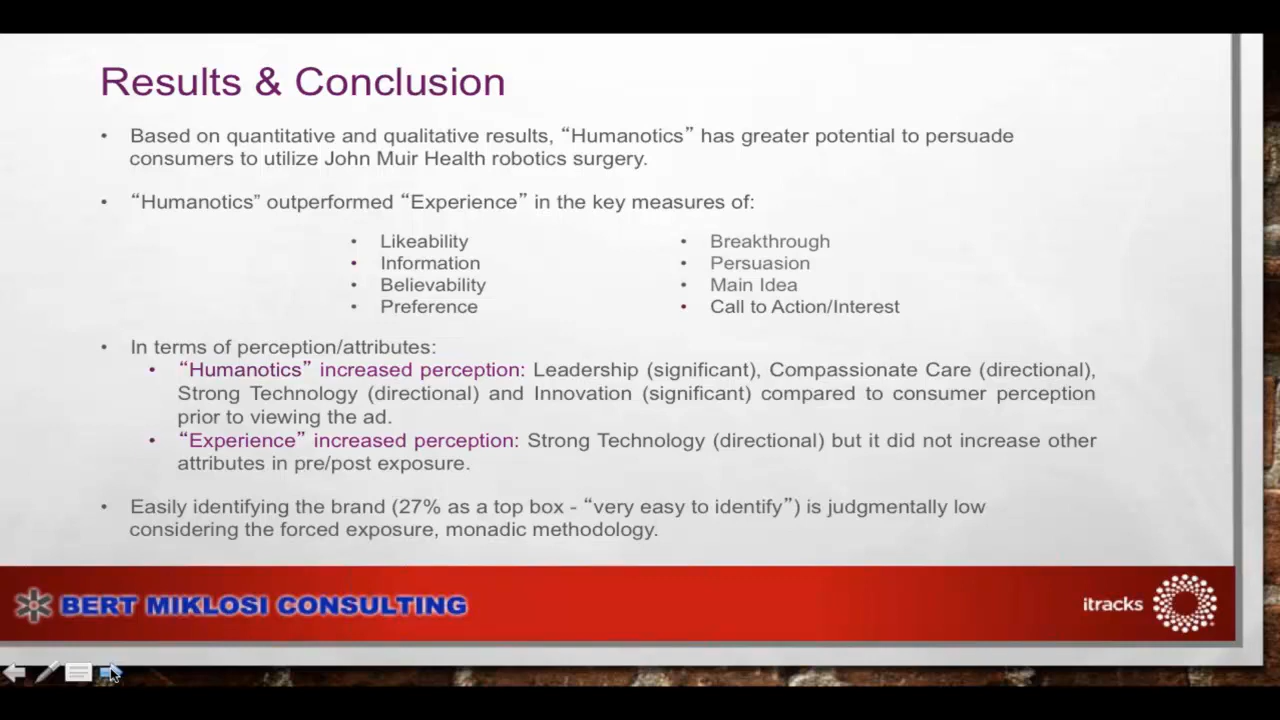 Results & Conclusion
• Based on quantitative and qualitative results, “Humanotics” has greater potential to persuade
consumers to utilize John Muir Health robotics surgery.
• “Humanotics” outperformed “Experience” in the key measures of:
• Likeability
• Information
• Believability
• Preference
• Breakthrough
• Persuasion
• Main Idea
• Call to Action/Interest
• In terms of perception/attributes:
• “Humanotics” increased perception: Leadership (significant), Compassionate Care (directional),
Strong Technology (directional) and Innovation (significant) compared to consumer perception
prior to viewing the ad.
• “Experience” increased perception: Strong Technology (directional) but it did not increase other
attributes in pre/post exposure.
• Easily identifying the brand (27% as a top box - “very easy to identify”) is judgmentally low
considering the forced exposure, monadic methodology.
BERT MIKLOSI CONSULTING
itracks